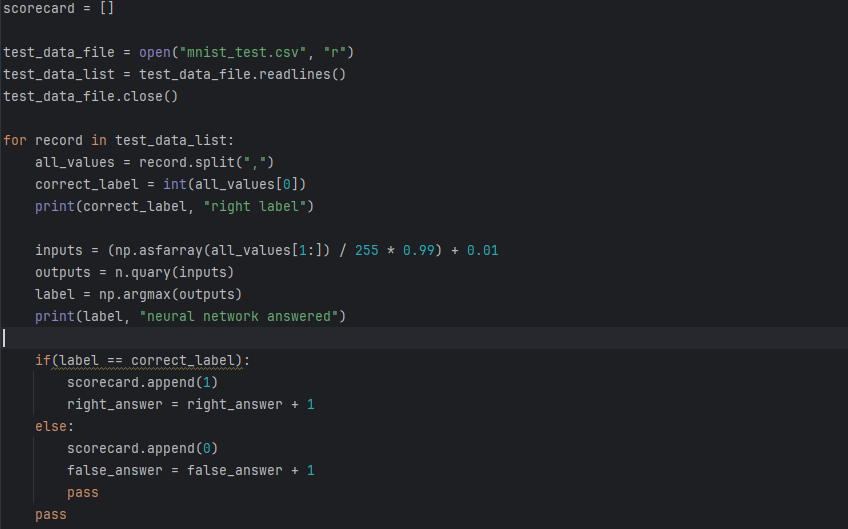 scorecard = []
test_data_file = open("mnist_test.csv", "r")
test_data_list = test_data_file.readlines()
test_data_file.close()
for record in test_data_list:
    all_values = record.split(",")
    correct_label = int(all_values[0])
    print(correct_label, "right label")
    inputs = (np.asfarray(all_values[1:]) / 255 * 0.99) + 0.01
    outputs = n.quary(inputs)
    label = np.argmax(outputs)
    print(label, "neural network answered")
    if(label == correct_label):
        scorecard.append(1)
        right_answer = right_answer + 1
    else:
        scorecard.append(0)
        false_answer = false_answer + 1
        pass
    pass